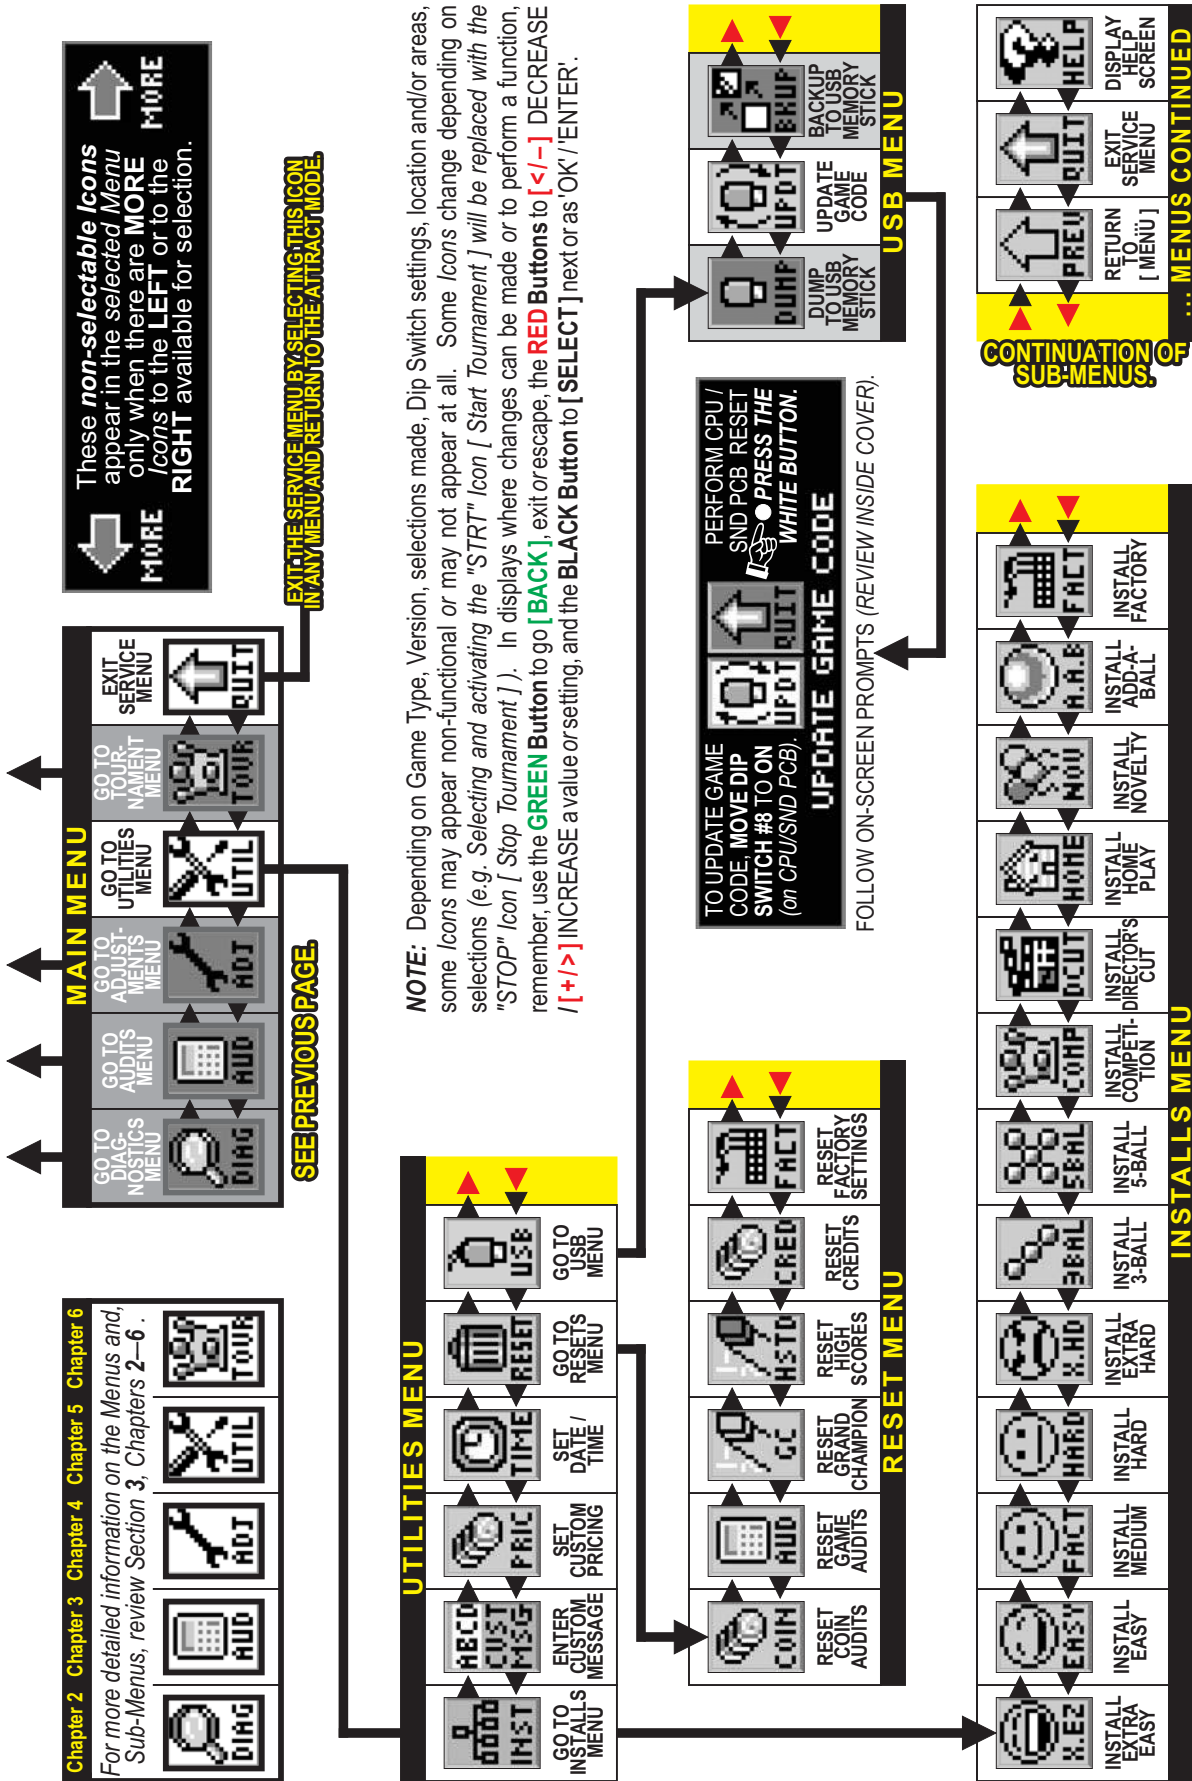 Chapter 2 Chapter 3 Chapter 4 Chapter 5 Chapter 6
For more detailed information on the Menus and,
Sub-Menus, review Section 3, Chapters 2–6 .
DIAG
AUD
ADJ
UTIL
TOUR
MAIN MENU
GO TO
DIAG-
NOSTICS
MENU
GO TO
AUDITS
MENU
GO TO
ADJUST-
MENTS
MENU
GO TO
UTILITIES
MENU
GO TO
TOUR-
NAMENT
MENU
EXIT
SERVICE
MENU
DIAG
AUD
ADJ
UTIL
TOUR
QUIT
SEE PREVIOUS PAGE.
MORE
These non-selectable Icons
appear in the selected Menu
only when there are MORE
Icons to the LEFT or to the
RIGHT available for selection.
MORE
EXIT THE SERVICE MENU BY SELECTING THIS ICON
IN ANY MENU AND RETURN TO THE ATTRACT MODE.
NOTE: Depending on Game Type, Version, selections made, Dip Switch settings, location and/or areas,
some Icons may appear non-functional or may not appear at all. Some Icons change depending on
selections (e.g. Selecting and activating the "STRT" Icon [ Start Tournament ] will be replaced with the
"STOP" Icon [ Stop Tournament ] ). In displays where changes can be made or to perform a function,
remember, use the GREEN Button to go [ BACK ], exit or escape, the RED Buttons to [ < / – ] DECREASE
/ [ + / > ] INCREASE a value or setting, and the BLACK Button to [ SELECT ] next or as 'OK' / 'ENTER'.
UTILITIES MENU
INST
ABCD
CUST
MSG
PRIC
TIME
RESET
USB
GO TO
INSTALLS
MENU
ENTER
CUSTOM
MESSAGE
SET
CUSTOM
PRICING
SET
DATE /
TIME
GO TO
RESETS
MENU
GO TO
USB
MENU
RESET MENU
COIN
AUD
GC
HSTD
CRED
FACT
RESET
COIN
AUDITS
RESET
GAME
AUDITS
RESET
GRAND
CHAMPION
RESET
HIGH
SCORES
RESET
CREDITS
RESET
FACTORY
SETTINGS
TO UPDATE GAME
CODE, MOVE DIP
SWITCH #8 TO ON
(on CPU/SND PCB).
UPDT
QUIT
PERFORM CPU /
SND PCB RESET
PRESS THE
WHITE BUTTON.
UPDATE GAME CODE
FOLLOW ON-SCREEN PROMPTS (REVIEW INSIDE COVER).
DUMP
UPDT
BKUP
DUMP
TO USB
MEMORY
STICK
UPDATE
GAME
CODE
BACKUP
TO USB
MEMORY
STICK
USB MENU
X.EZ
EASY
FACT
HARD
X.HD
3BAL
5BAL
COMP
DCUT
HOME
NOV
A.A.B
FACT
INSTALL
EXTRA
EASY
INSTALL
EASY
INSTALL
MEDIUM
INSTALL
HARD
INSTALL
EXTRA
HARD
INSTALL
3-BALL
INSTALL
5-BALL
INSTALL
COMPETI-
TION
INSTALL
DIRECTOR'S
CUT
INSTALL
HOME
PLAY
INSTALL
NOVELTY
INSTALL
ADD-A-
BALL
INSTALL
FACTORY
INSTALLS MENU
CONTINUATION OF
SUB-MENUS.
PREV
QUIT
HELP
RETURN
TO...
[ MENU ]
EXIT
SERVICE
MENU
DISPLAY
HELP
SCREEN
... MENUS CONTINUED